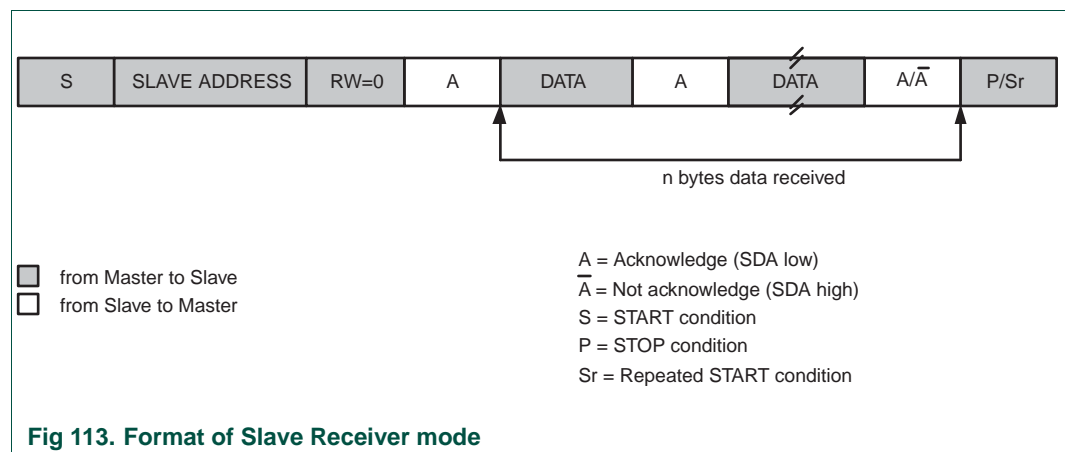 S SLAVE ADDRESS RW=0 A DATA A DATA A/A̅ P/Sr
n bytes data received
from Master to Slave
from Slave to Master
A = Acknowledge (SDA low)
A̅ = Not acknowledge (SDA high)
S = START condition
P = STOP condition
Sr = Repeated START condition
Fig 113. Format of Slave Receiver mode